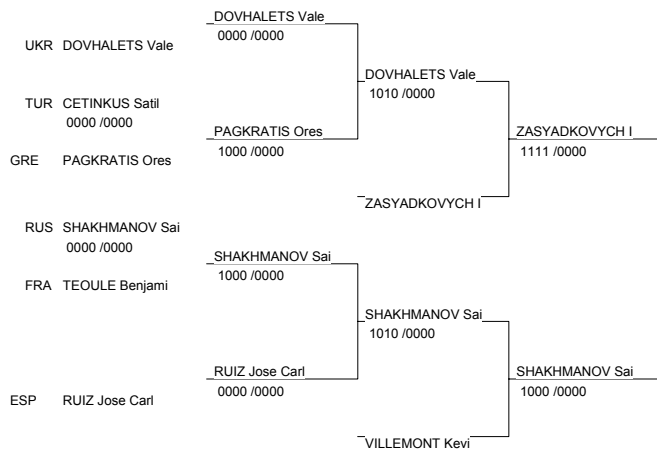 DOVHALETS Vale
0000 /0000
UKR DOVHALETS Vale
DOVHALETS Vale
1010 /0000
TUR CETINKUS Satil
0000 /0000
PAGKRATIS Ores
1000 /0000
ZASYADKOVYCH I
1111 /0000
GRE PAGKRATIS Ores
ZASYADKOVYCH I
RUS SHAKHMANOV Sai
0000 /0000
SHAKHMANOV Sai
1000 /0000
FRA TEOULE Benjami
SHAKHMANOV Sai
1010 /0000
RUIZ Jose Carl
0000 /0000
SHAKHMANOV Sai
1000 /0000
ESP RUIZ Jose Carl
VILLEMONT Kevi